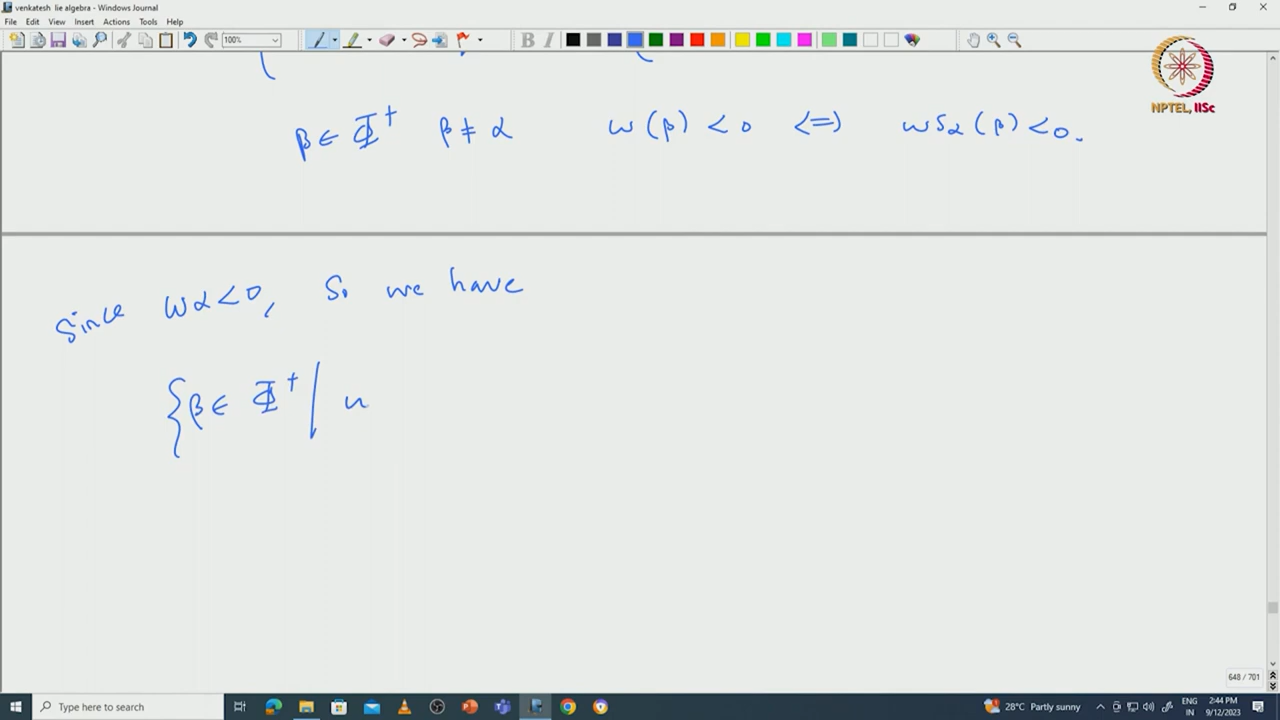 venkatesh lie algebra - Windows Journal
File Edit View Insert Actions Tools Help
100%
B I
NPTEL, IISc
β ∈ Φ⁺ β ≠ α w(β) < 0 <=> wsα(β) < 0.
Since wα < 0, So we have
{β ∈ Φ⁺ | w
648 / 701
Type here to search
28°C Partly sunny
ENG
IN
2:44 PM
9/12/2023